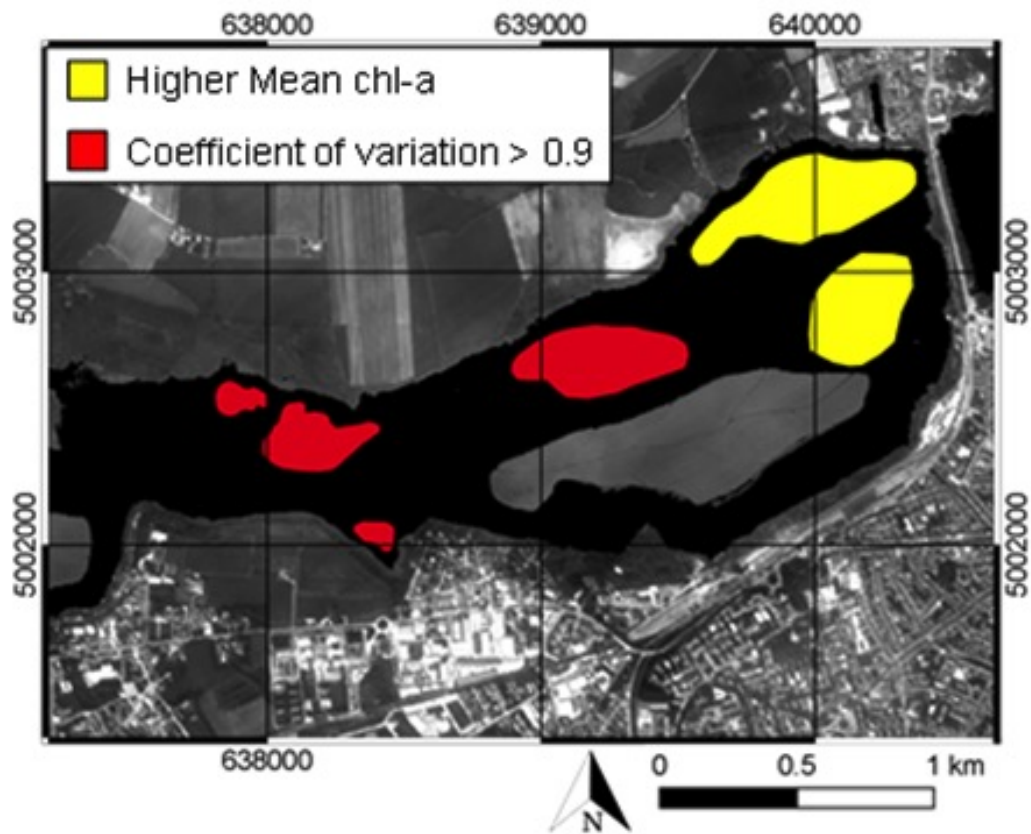 638000 639000 640000
Higher Mean chl-a
Coefficient of variation > 0.9
5003000 5003000
5002000 5002000
638000
0 0.5 1 km
N